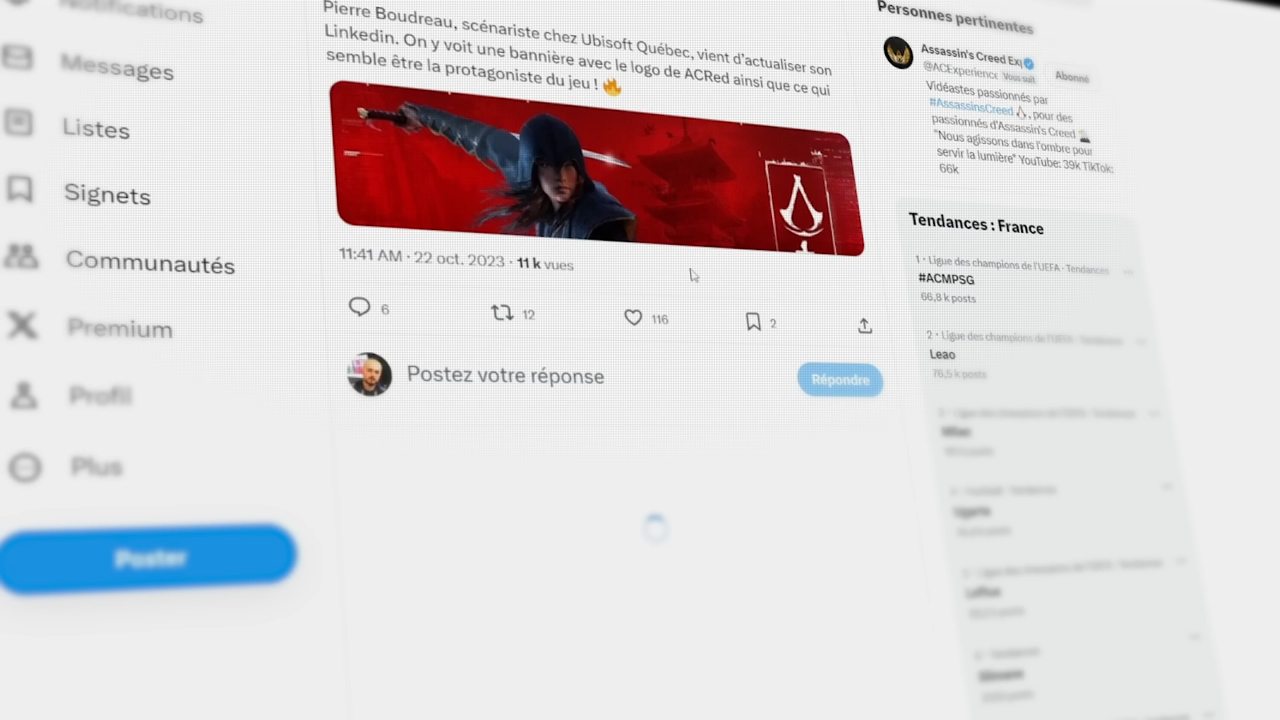 Notifications
Messages
Listes
Signets
Communautés
Premium
Profil
Plus
Poster
Pierre Boudreau, scénariste chez Ubisoft Québec, vient d'actualiser son
Linkedin. On y voit une bannière avec le logo de ACRed ainsi que ce qui
semble être la protagoniste du jeu ! 🔥
11:41 AM · 22 oct. 2023 · 11 k vues
6
12
116
2
Postez votre réponse
Répondre
Personnes pertinentes
Assassin's Creed Exp
@ACExperience Vous suit
Abonné
Vidéastes passionnés par
#AssassinsCreed, pour des
passionnés d'Assassin's Creed
"Nous agissons dans l'ombre pour
servir la lumière" YouTube: 39k TikTok:
66k
Tendances : France
1 · Ligue des champions de l'UEFA · Tendances
#ACMPSG
66,8 k posts
2 · Ligue des champions de l'UEFA · Tendances
Leao
76,5 k posts
Milan